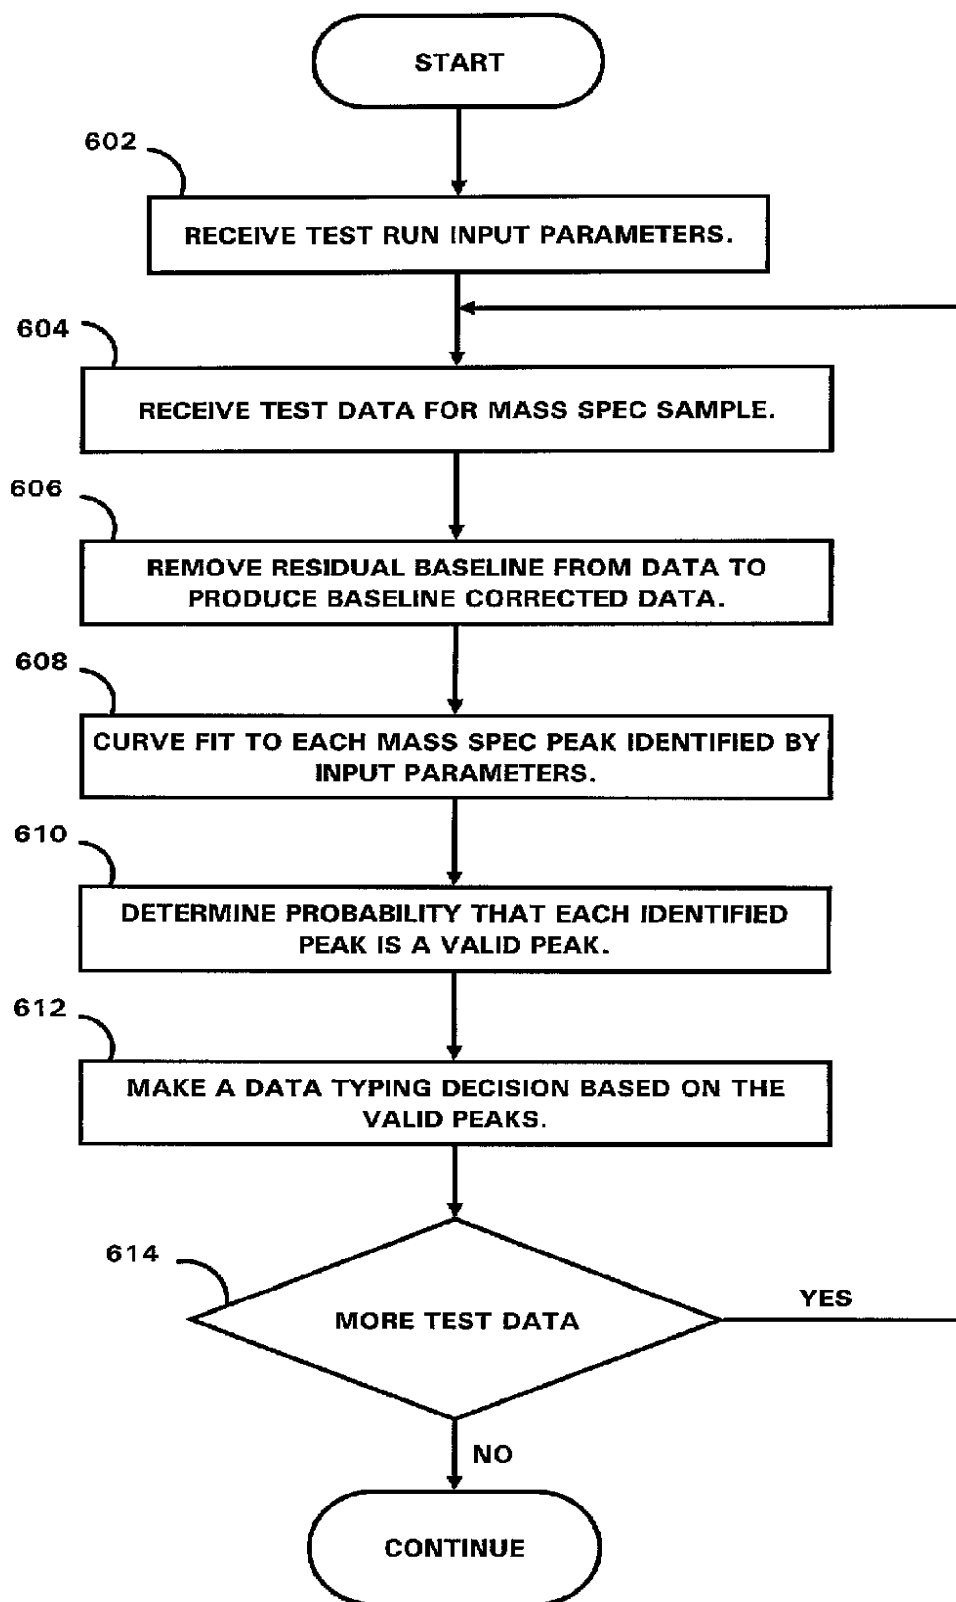 START
602
RECEIVE TEST RUN INPUT PARAMETERS.
604
RECEIVE TEST DATA FOR MASS SPEC SAMPLE.
606
REMOVE RESIDUAL BASELINE FROM DATA TO
PRODUCE BASELINE CORRECTED DATA.
608
CURVE FIT TO EACH MASS SPEC PEAK IDENTIFIED BY
INPUT PARAMETERS.
610
DETERMINE PROBABILITY THAT EACH IDENTIFIED
PEAK IS A VALID PEAK.
612
MAKE A DATA TYPING DECISION BASED ON THE
VALID PEAKS.
614
MORE TEST DATA
YES
NO
CONTINUE